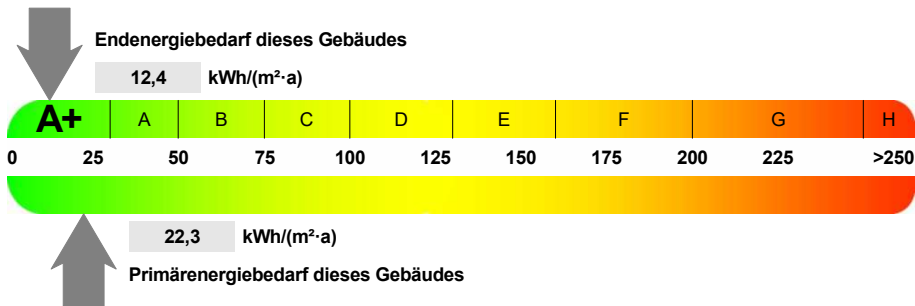 Endenergiebedarf dieses Gebäudes
12,4 kWh/(m²·a)
A+ A B C D E F G H
0 25 50 75 100 125 150 175 200 225 >250
22,3 kWh/(m²·a)
Primärenergiebedarf dieses Gebäudes